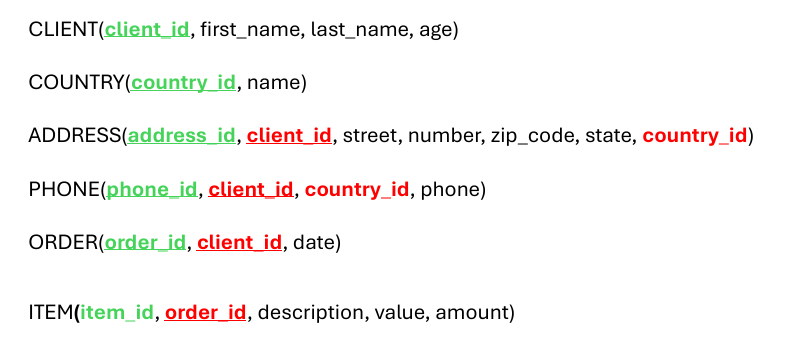 CLIENT(client_id, first_name, last_name, age)
COUNTRY(country_id, name)
ADDRESS(address_id, client_id, street, number, zip_code, state, country_id)
PHONE(phone_id, client_id, country_id, phone)
ORDER(order_id, client_id, date)
ITEM(item_id, order_id, description, value, amount)